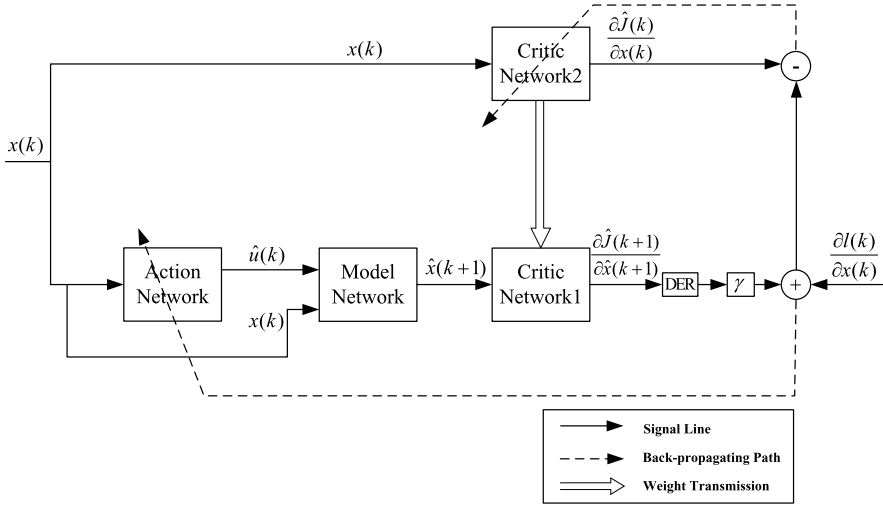 x(k)
Critic
Network2
∂Ĵ(k)
∂x(k)
-
x(k)
Action
Network
û(k)
x(k)
Model
Network
x̂(k+1)
Critic
Network1
∂Ĵ(k+1)
∂x̂(k+1)
DER
γ
+
∂l(k)
∂x(k)
Signal Line
Back-propagating Path
Weight Transmission